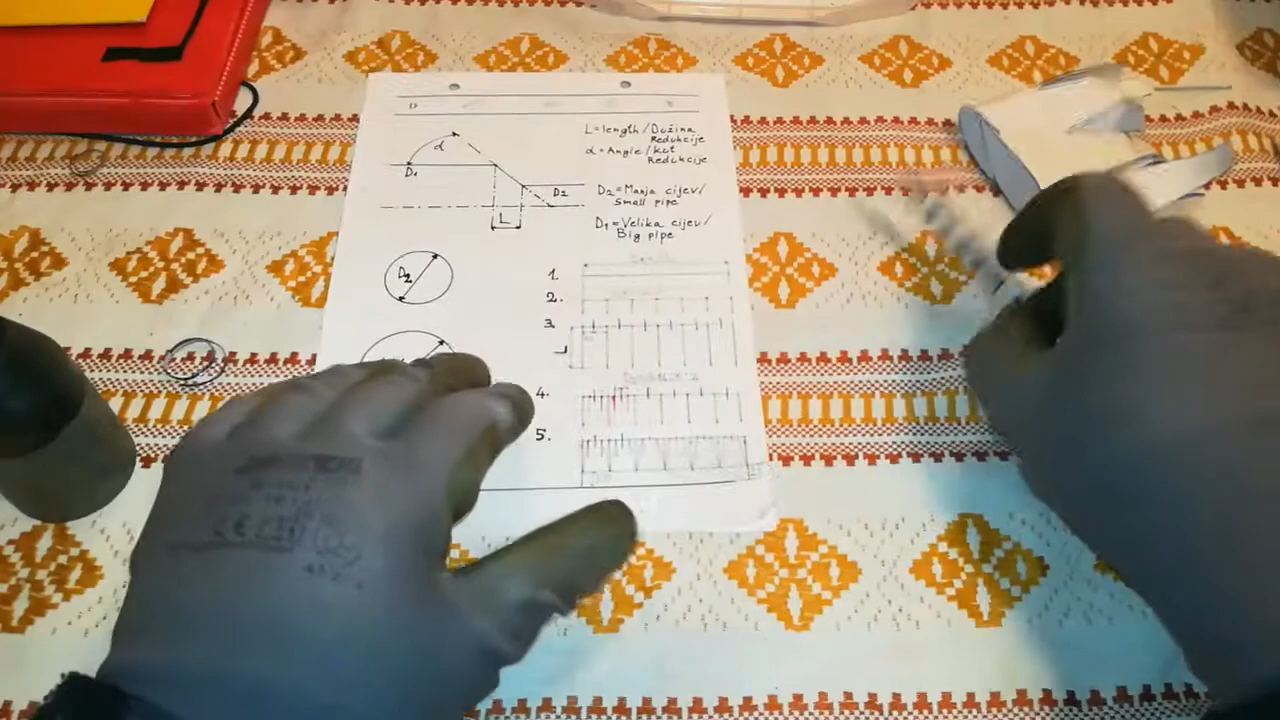 L=length/Dužina
Redukcije
α=Angle/kut
Redukcije
α
D1
D2
L
D2=Manja cijev/
Small pipe
D1=Velika cijev/
Big pipe
D2
1.
2.
3.
L
4.
5.